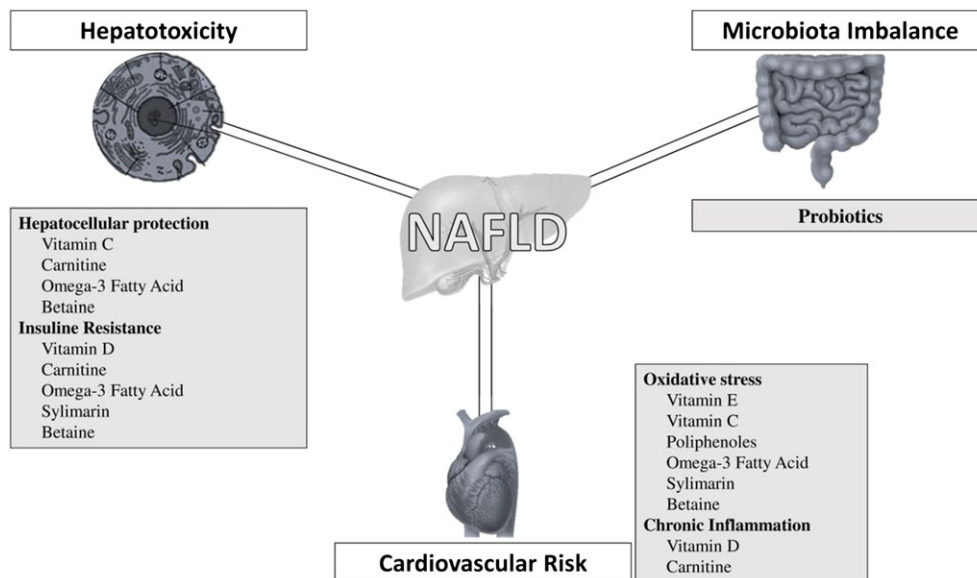 Hepatotoxicity
Microbiota Imbalance
NAFLD
Probiotics
Hepatocellular protection
Vitamin C
Carnitine
Omega-3 Fatty Acid
Betaine
Insuline Resistance
Vitamin D
Carnitine
Omega-3 Fatty Acid
Sylimarin
Betaine
Oxidative stress
Vitamin E
Vitamin C
Poliphenoles
Omega-3 Fatty Acid
Sylimarin
Betaine
Chronic Inflammation
Vitamin D
Carnitine
Cardiovascular Risk